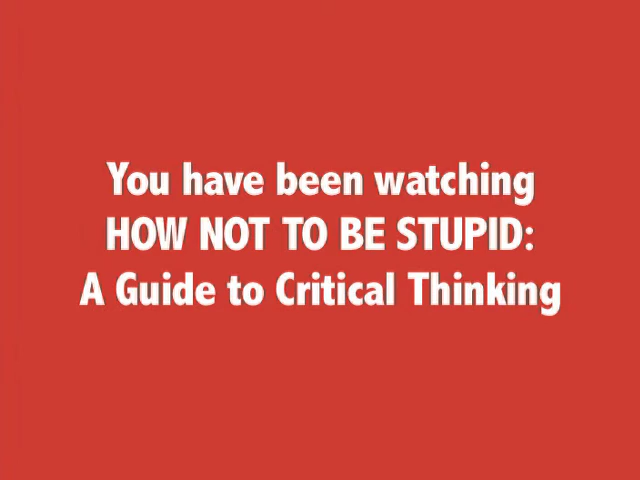 You have been watching
HOW NOT TO BE STUPID:
A Guide to Critical Thinking